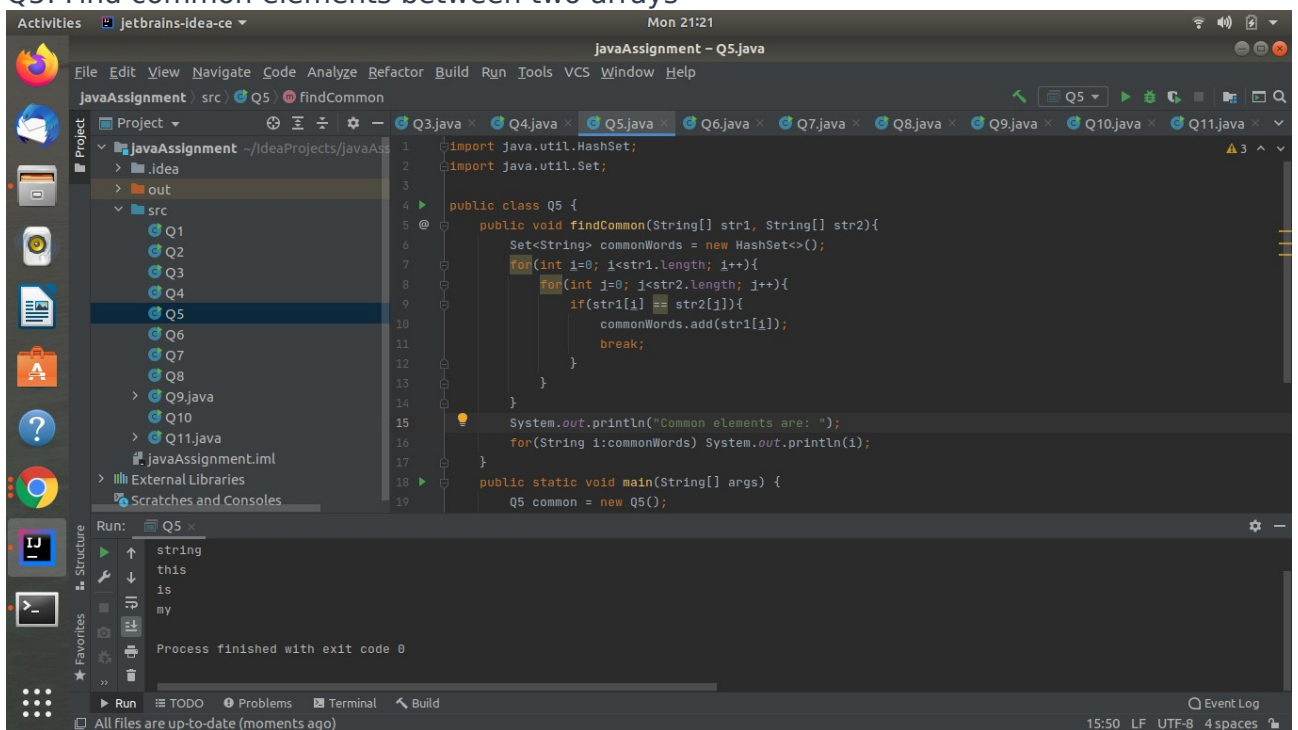 Q5. Find common elements between two arrays
Activities jetbrains-idea-ce Mon 21:21
javaAssignment – Q5.java
File Edit View Navigate Code Analyze Refactor Build Run Tools VCS Window Help
javaAssignment src Q5 findCommon Q5
Project Q3.java Q4.java Q5.java Q6.java Q7.java Q8.java Q9.java Q10.java Q11.java
Project
javaAssignment ~/IdeaProjects/javaAss
.idea
out
src
Q1
Q2
Q3
Q4
Q5
Q6
Q7
Q8
Q9.java
Q10
Q11.java
javaAssignment.iml
External Libraries
Scratches and Consoles
3
1 import java.util.HashSet;
2 import java.util.Set;
3
4 public class Q5 {
5 @ public void findCommon(String[] str1, String[] str2){
6 Set<String> commonWords = new HashSet<>();
7 for(int i=0; i<str1.length; i++){
8 for(int j=0; j<str2.length; j++){
9 if(str1[i] == str2[j]){
10 commonWords.add(str1[i]);
11 break;
12 }
13 }
14 }
15 System.out.println("Common elements are: ");
16 for(String i:commonWords) System.out.println(i);
17 }
18 public static void main(String[] args) {
19 Q5 common = new Q5();
Run: Q5
Structure
Favorites
string
this
is
my
Process finished with exit code 0
Run TODO Problems Terminal Build Event Log
All files are up-to-date (moments ago) 15:50 LF UTF-8 4 spaces